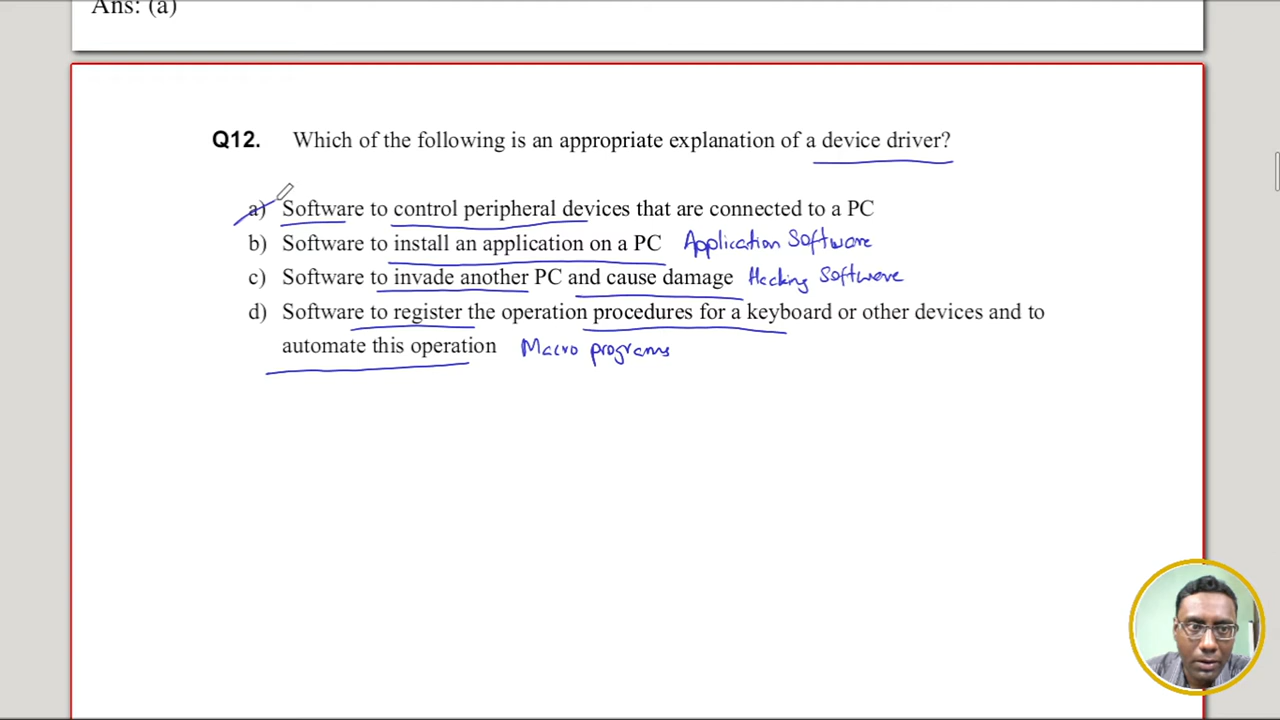 Ans: (a)
Q12. Which of the following is an appropriate explanation of a device driver?
a) Software to control peripheral devices that are connected to a PC
b) Software to install an application on a PC Application Software
c) Software to invade another PC and cause damage Hacking Software
d) Software to register the operation procedures for a keyboard or other devices and to
automate this operation Macro programs